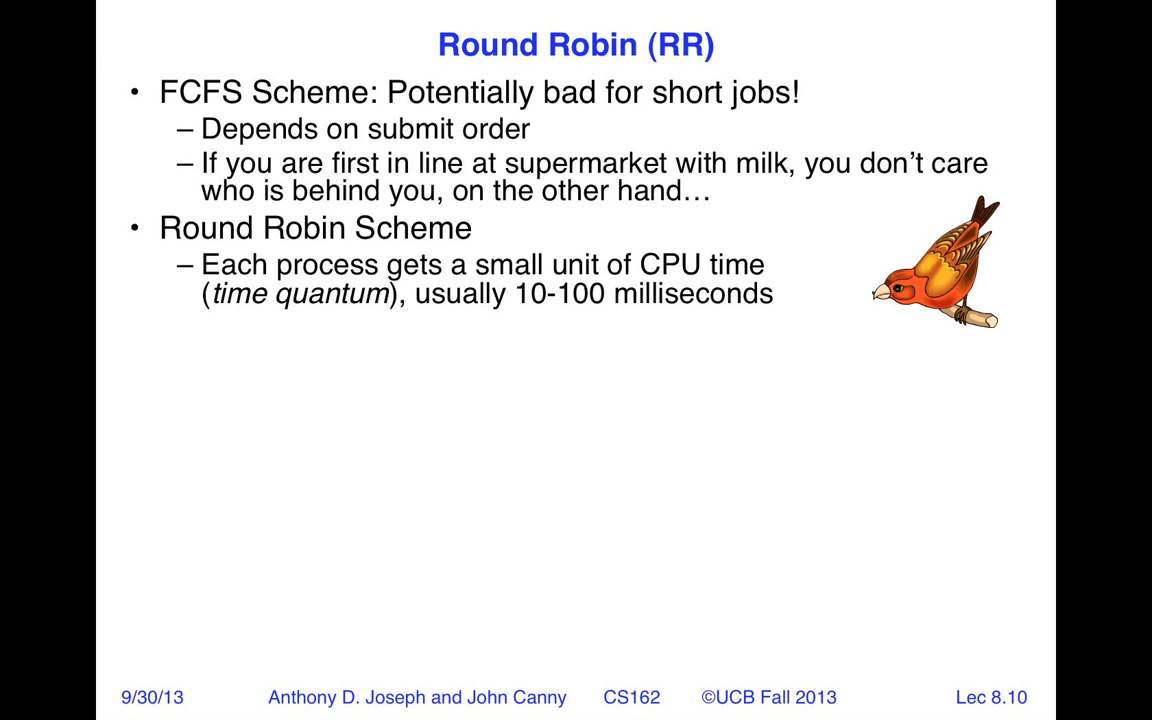 Round Robin (RR)
• FCFS Scheme: Potentially bad for short jobs!
– Depends on submit order
– If you are first in line at supermarket with milk, you don’t care
who is behind you, on the other hand…
• Round Robin Scheme
– Each process gets a small unit of CPU time
(time quantum), usually 10-100 milliseconds
9/30/13 Anthony D. Joseph and John Canny CS162 ©UCB Fall 2013 Lec 8.10